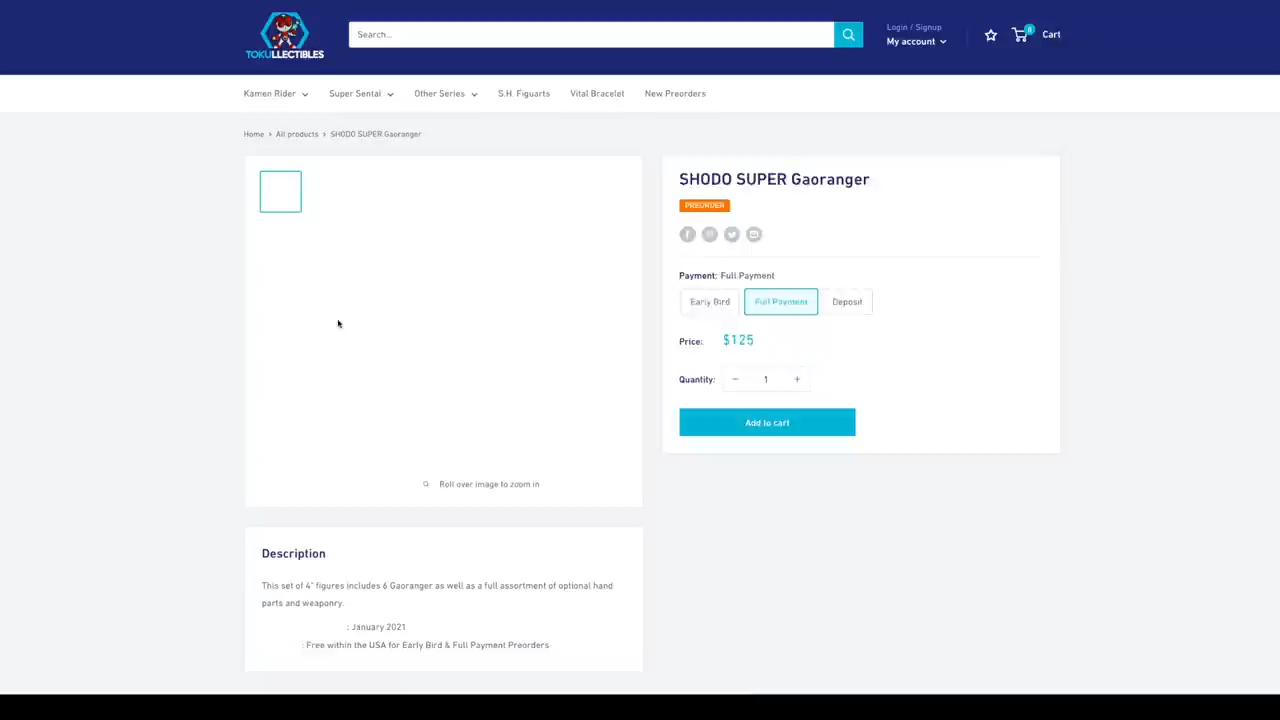 TOKULLECTIBLES
Search...
Login / Signup
My account
0
Cart
Kamen Rider
Super Sentai
Other Series
S.H. Figuarts
Vital Bracelet
New Preorders
Home > All products > SHODO SUPER Gaoranger
SHODO SUPER Gaoranger
PREORDER
Payment: Full Payment
Early Bird
Full Payment
Deposit
Price: $125
Quantity: − 1 +
Add to cart
Roll over image to zoom in
Description
This set of 4" figures includes 6 Gaoranger as well as a full assortment of optional hand
parts and weaponry.
: January 2021
: Free within the USA for Early Bird & Full Payment Preorders